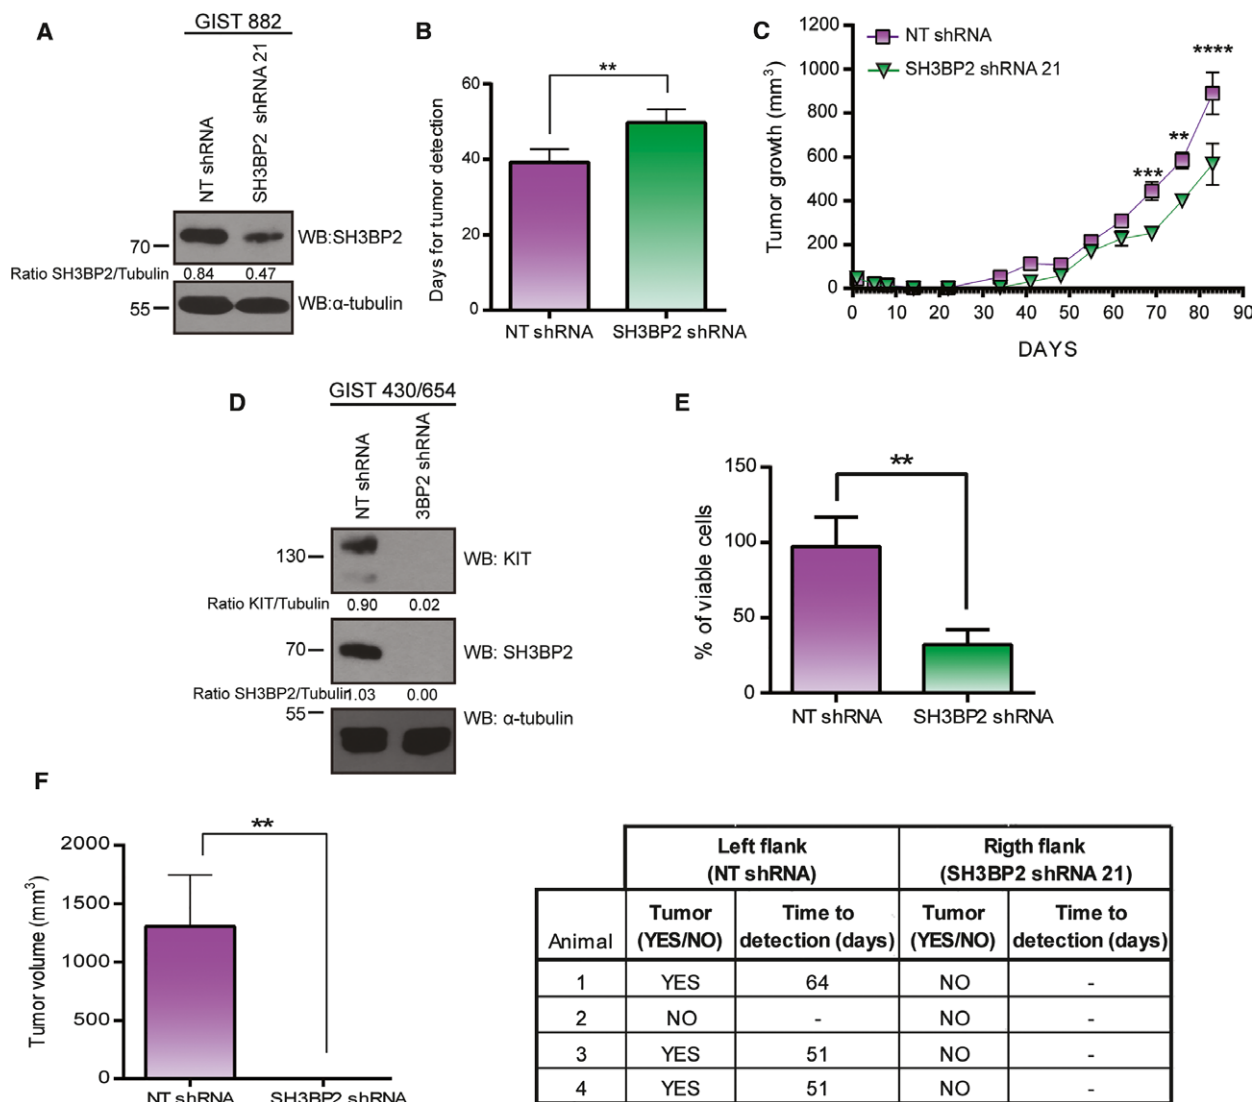 A
GIST 882
NT shRNA
SH3BP2 shRNA 21
70
WB:SH3BP2
Ratio SH3BP2/Tubulin 0.84 0.47
55
WB:α-tubulin
B
Days for tumor detection
60
40
20
0
**
NT shRNA SH3BP2 shRNA
C
Tumor growth (mm³)
1200
1000
800
600
400
200
0
NT shRNA
SH3BP2 shRNA 21
***
**
****
0 10 20 30 40 50 60 70 80 90
DAYS
D
GIST 430/654
NT shRNA
3BP2 shRNA
130
WB: KIT
Ratio KIT/Tubulin 0.90 0.02
70
WB: SH3BP2
Ratio SH3BP2/Tubulin 1.03 0.00
55
WB: α-tubulin
E
% of viable cells
150
100
50
0
**
NT shRNA SH3BP2 shRNA
F
Tumor volume (mm³)
2000
1500
1000
500
0
**
NT shRNA SH3BP2 shRNA
Left flank Rigth flank
(NT shRNA) (SH3BP2 shRNA 21)
Tumor Time to Tumor Time to
Animal (YES/NO) detection (days) (YES/NO) detection (days)
1 YES 64 NO -
2 NO - NO -
3 YES 51 NO -
4 YES 51 NO -